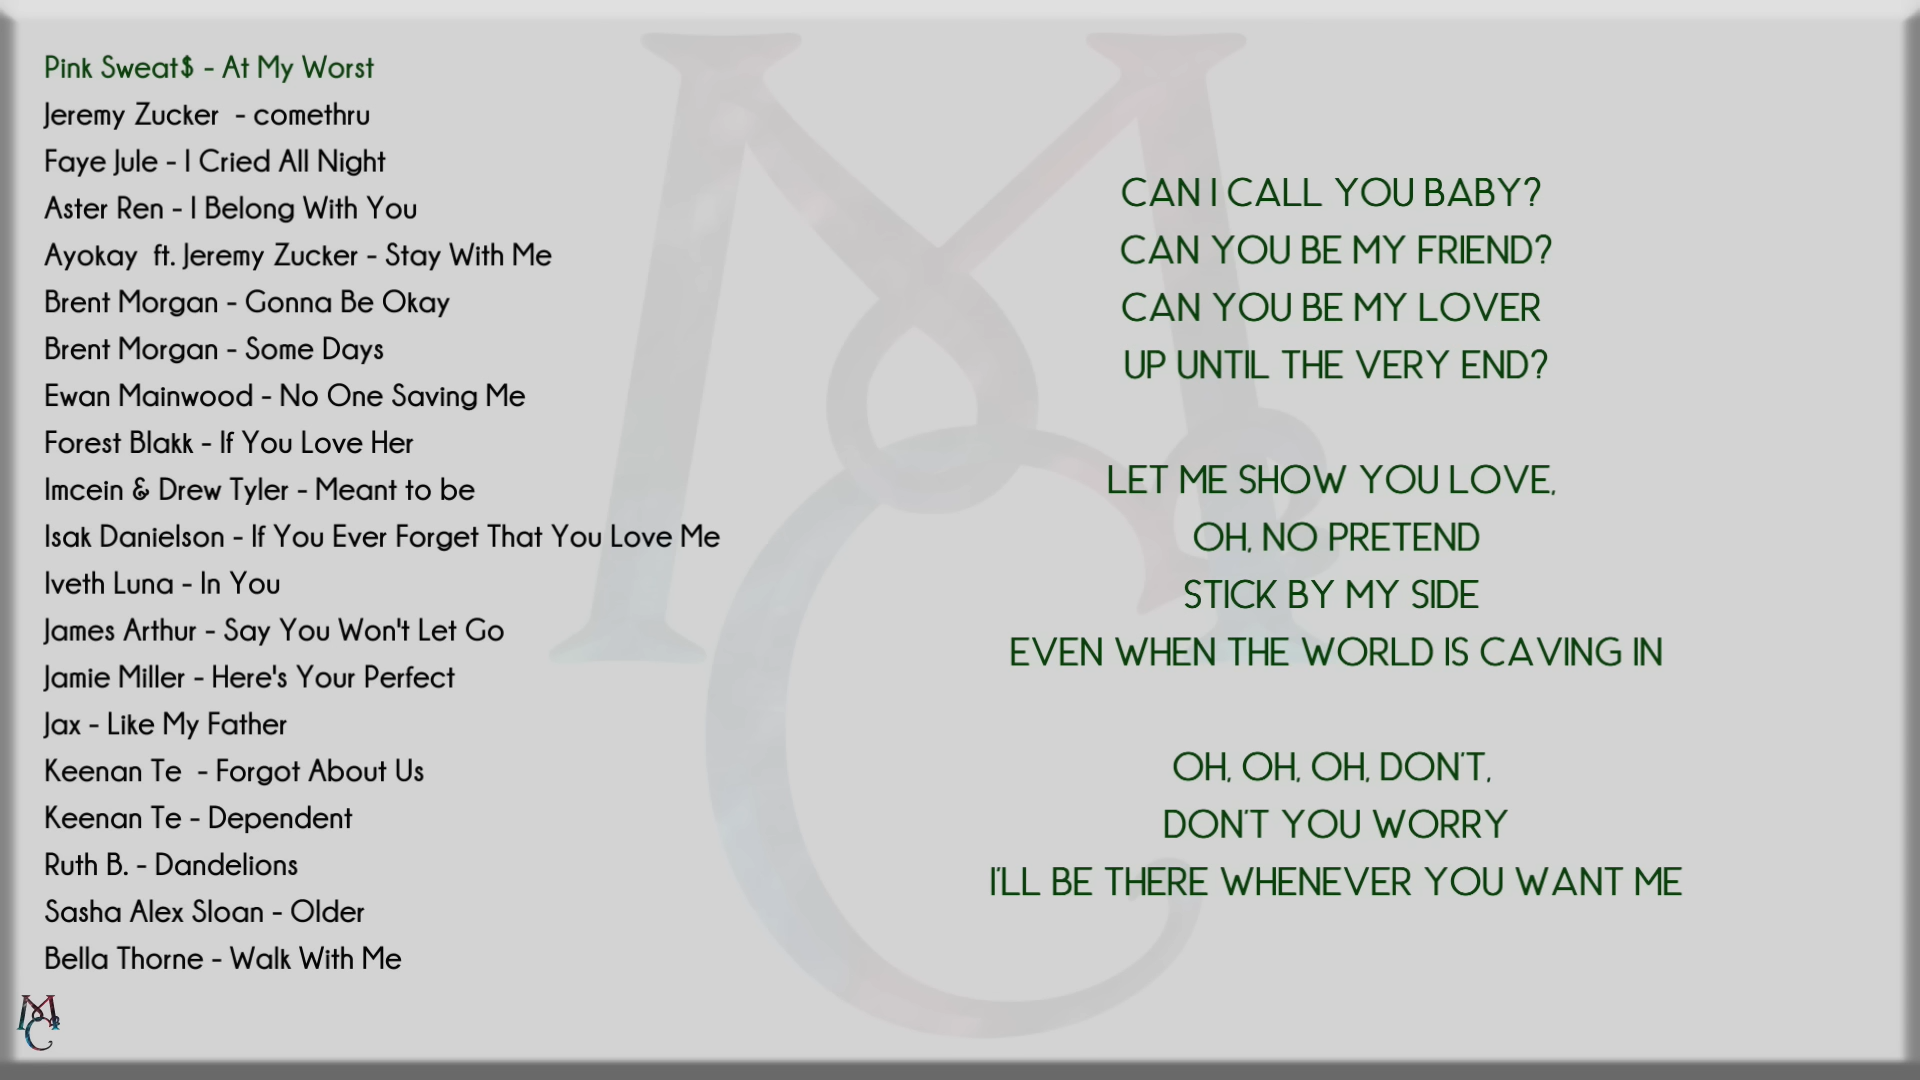 Pink Sweat$ - At My Worst
Jeremy Zucker  - comethru
Faye Jule - I Cried All Night
Aster Ren - I Belong With You
Ayokay  ft. Jeremy Zucker - Stay With Me
Brent Morgan - Gonna Be Okay
Brent Morgan - Some Days
Ewan Mainwood - No One Saving Me
Forest Blakk - If You Love Her
Imcein & Drew Tyler - Meant to be
Isak Danielson - If You Ever Forget That You Love Me
Iveth Luna - In You
James Arthur - Say You Won't Let Go
Jamie Miller - Here's Your Perfect
Jax - Like My Father
Keenan Te  - Forgot About Us
Keenan Te - Dependent
Ruth B. - Dandelions
Sasha Alex Sloan - Older
Bella Thorne - Walk With Me
MC
CAN I CALL YOU BABY?
CAN YOU BE MY FRIEND?
CAN YOU BE MY LOVER
UP UNTIL THE VERY END?
LET ME SHOW YOU LOVE,
OH, NO PRETEND
STICK BY MY SIDE
EVEN WHEN THE WORLD IS CAVING IN
OH, OH, OH, DON'T,
DON'T YOU WORRY
I'LL BE THERE WHENEVER YOU WANT ME